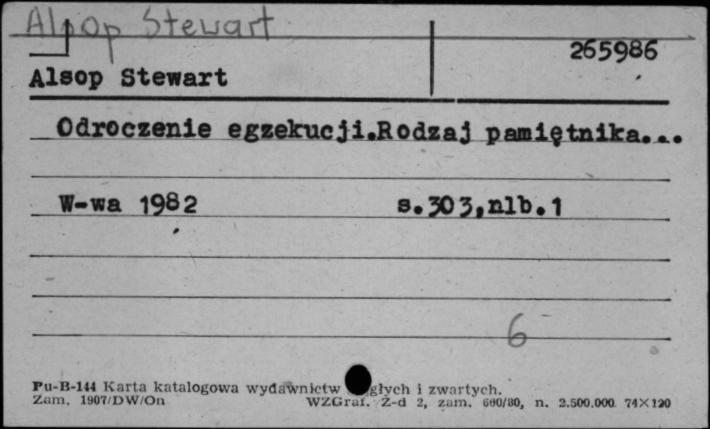 Alsop Stewart
265986
Alsop Stewart
Odroczenie egzekucji.Rodzaj pamiętnika...
W-wa 1982 s.303,nlb.1
6
Pu-B-144 Karta katalogowa wydawnictw głych i zwartych.
Zam. 1907/DW/On WZGraf. Z-d 2, zam. 600/80, n. 2.500.000. 74×120